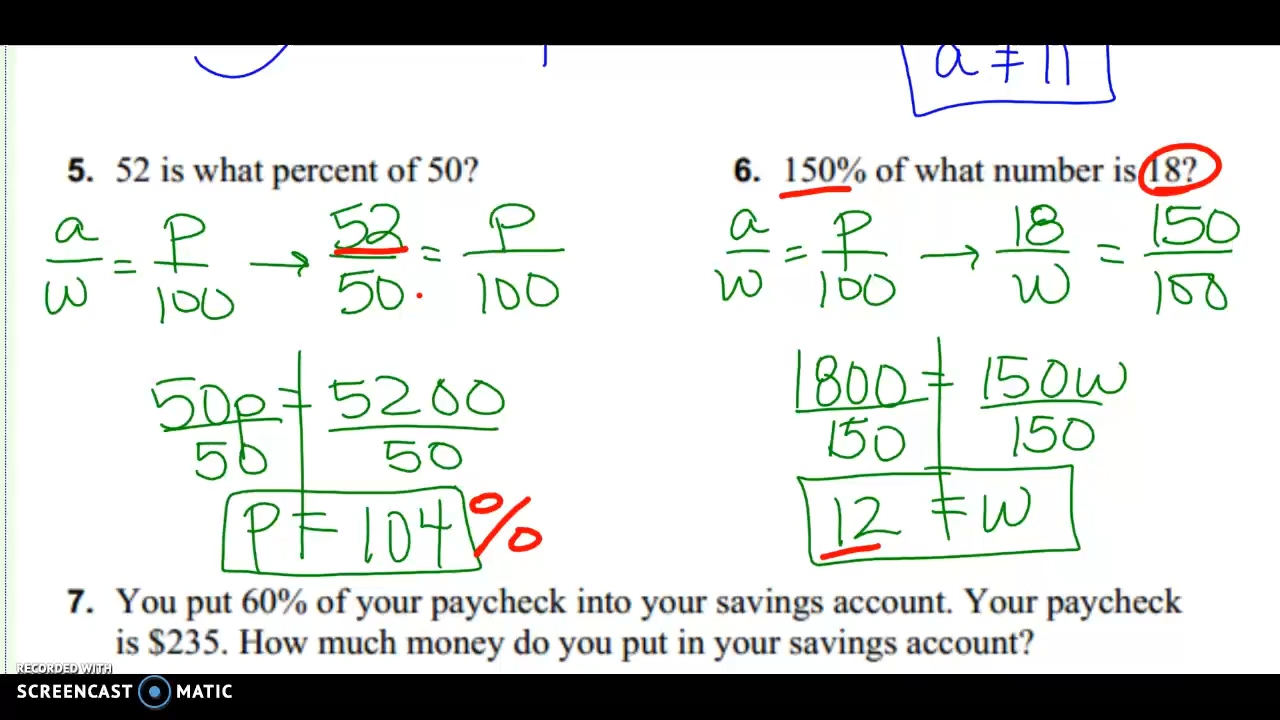 a = 11
5. 52 is what percent of 50?
a/w = P/100 → 52/50 = P/100
50p/50 = 5200/50
P = 104 %
6. 150% of what number is 18?
a/w = P/100 → 18/w = 150/100
1800/150 = 150w/150
12 = w
7. You put 60% of your paycheck into your savings account. Your paycheck
is $235. How much money do you put in your savings account?
RECORDED WITH
SCREENCAST MATIC